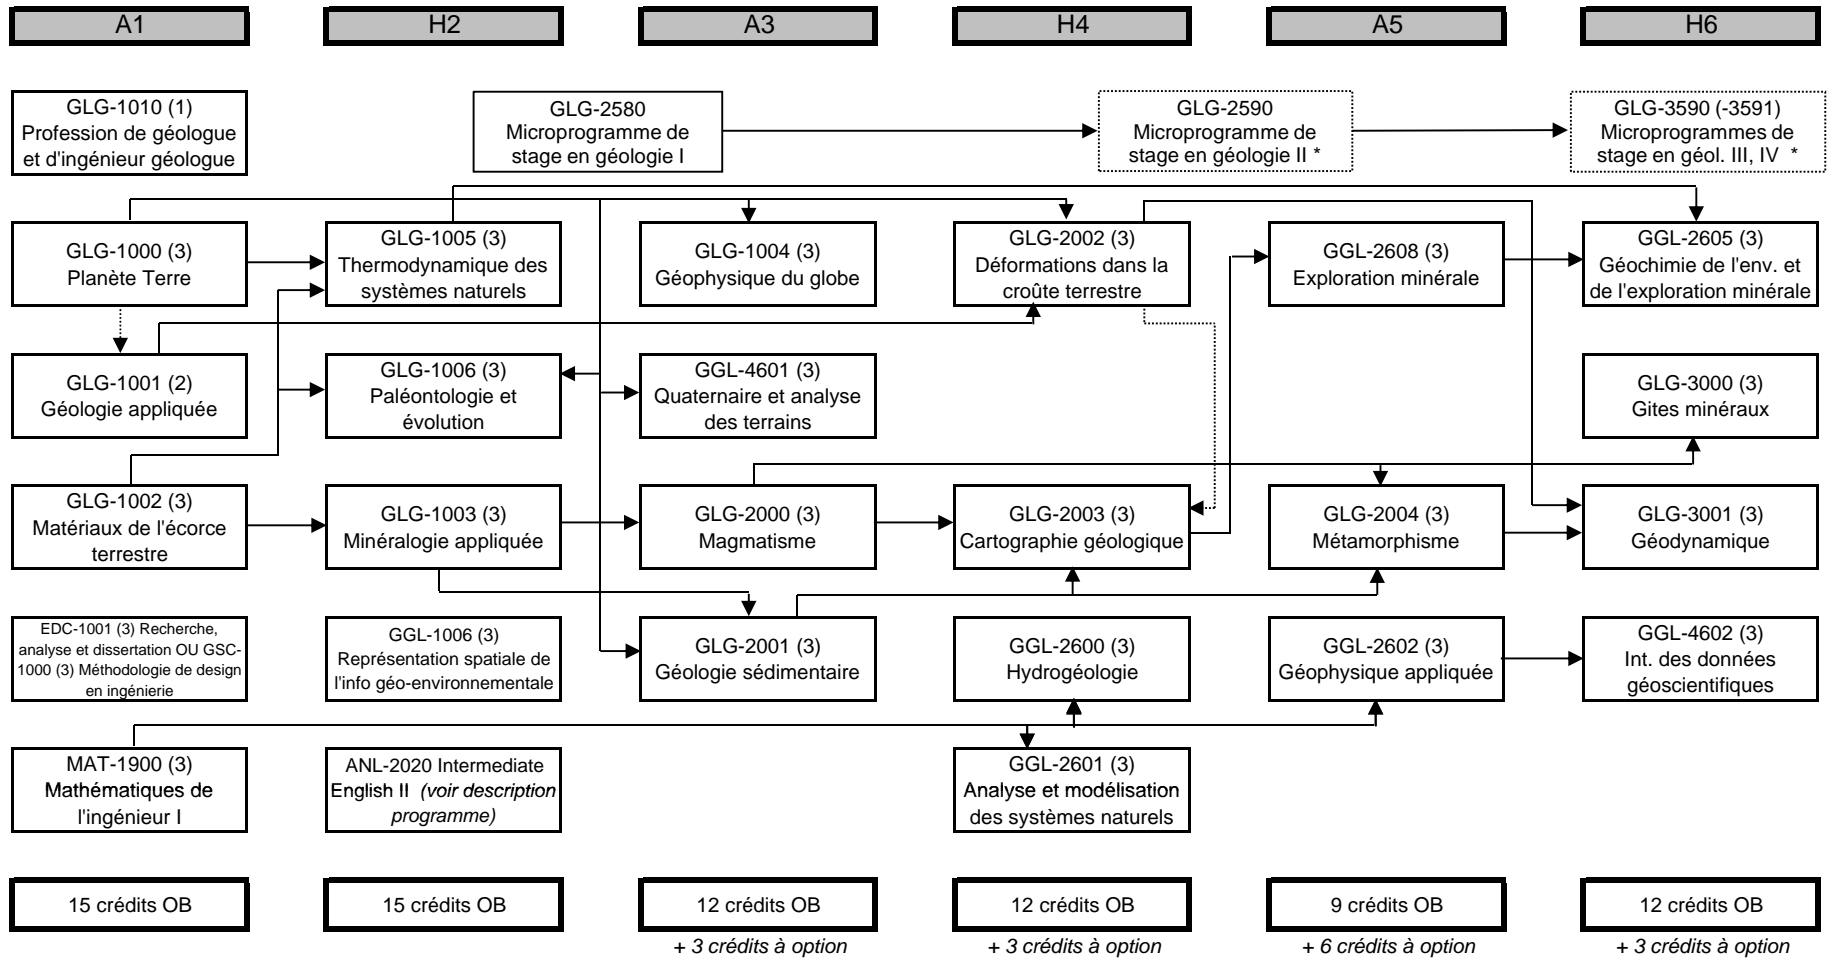 A1
H2
A3
H4
A5
H6
GLG-1010 (1)
Profession de géologue
et d'ingénieur géologue
GLG-2580
Microprogramme de
stage en géologie I
GLG-2590
Microprogramme de
stage en géologie II *
GLG-3590 (-3591)
Microprogrammes de
stage en géol. III, IV *
GLG-1000 (3)
Planète Terre
GLG-1005 (3)
Thermodynamique des
systèmes naturels
GLG-1004 (3)
Géophysique du globe
GLG-2002 (3)
Déformations dans la
croûte terrestre
GGL-2608 (3)
Exploration minérale
GGL-2605 (3)
Géochimie de l'env. et
de l'exploration minérale
GLG-1001 (2)
Géologie appliquée
GLG-1006 (3)
Paléontologie et
évolution
GGL-4601 (3)
Quaternaire et analyse
des terrains
GLG-3000 (3)
Gites minéraux
GLG-1002 (3)
Matériaux de l'écorce
terrestre
GLG-1003 (3)
Minéralogie appliquée
GLG-2000 (3)
Magmatisme
GLG-2003 (3)
Cartographie géologique
GLG-2004 (3)
Métamorphisme
GLG-3001 (3)
Géodynamique
EDC-1001 (3) Recherche,
analyse et dissertation OU GSC-
1000 (3) Méthodologie de design
en ingénierie
GGL-1006 (3)
Représentation spatiale de
l'info géo-environnementale
GLG-2001 (3)
Géologie sédimentaire
GGL-2600 (3)
Hydrogéologie
GGL-2602 (3)
Géophysique appliquée
GGL-4602 (3)
Int. des données
géoscientifiques
MAT-1900 (3)
Mathématiques de
l'ingénieur I
ANL-2020 Intermediate
English II (voir description
programme)
GGL-2601 (3)
Analyse et modélisation
des systèmes naturels
15 crédits OB
15 crédits OB
12 crédits OB
+ 3 crédits à option
12 crédits OB
+ 3 crédits à option
9 crédits OB
+ 6 crédits à option
12 crédits OB
+ 3 crédits à option